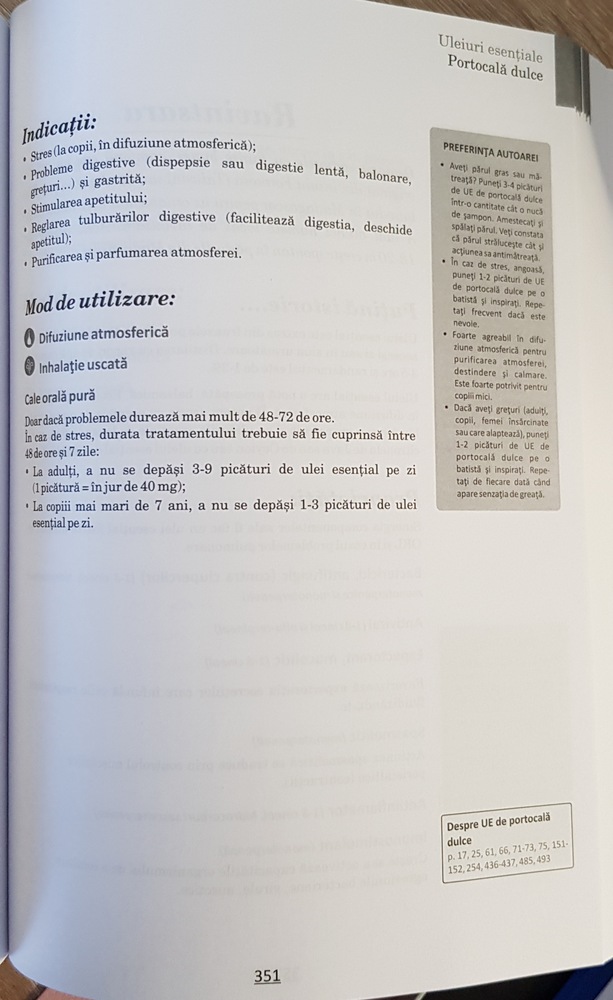 Uleiuri esențiale
Portocală dulce
Indicații:
• Stres (la copii, în difuziune atmosferică);
• Probleme digestive (dispepsie sau digestie lentă, balonare,
grețuri...) și gastrită;
• Stimularea apetitului;
• Reglarea tulburărilor digestive (facilitează digestia, deschide
apetitul);
• Purificarea și parfumarea atmosferei.
Mod de utilizare:
Difuziune atmosferică
Inhalație uscată
Cale orală pură
Doar dacă problemele durează mai mult de 48-72 de ore.
În caz de stres, durata tratamentului trebuie să fie cuprinsă între
48 de ore și 7 zile:
• La adulți, a nu se depăși 3-9 picături de ulei esențial pe zi
(1 picătură = în jur de 40 mg);
• La copiii mai mari de 7 ani, a nu se depăși 1-3 picături de ulei
esențial pe zi.
PREFERINȚA AUTOAREI
• Aveți părul gras sau mă-
treață? Puneți 3-4 picături
de UE de portocală dulce
într-o cantitate cât o nucă
de șampon. Amestecați și
spălați părul. Veți constata
că părul strălucește cât și
acțiunea sa antimătreață.
• În caz de stres, angoasă,
puneți 1-2 picături de UE
de portocală dulce pe o
batistă și inspirați. Repe-
tați frecvent dacă este
nevoie.
• Foarte agreabil în difu-
ziune atmosferică pentru
purificarea atmosferei,
destindere și calmare.
Este foarte potrivit pentru
copiii mici.
• Dacă aveți grețuri (adulți,
copii, femei însărcinate
sau care alaptează), puneți
1-2 picături de UE de
portocală dulce pe o
batistă și inspirați. Repe-
tați de fiecare dată când
apare senzația de greață.
Despre UE de portocală
dulce
p. 17, 25, 61, 66, 71-73, 75, 151-
152, 254, 436-437, 485, 493
351